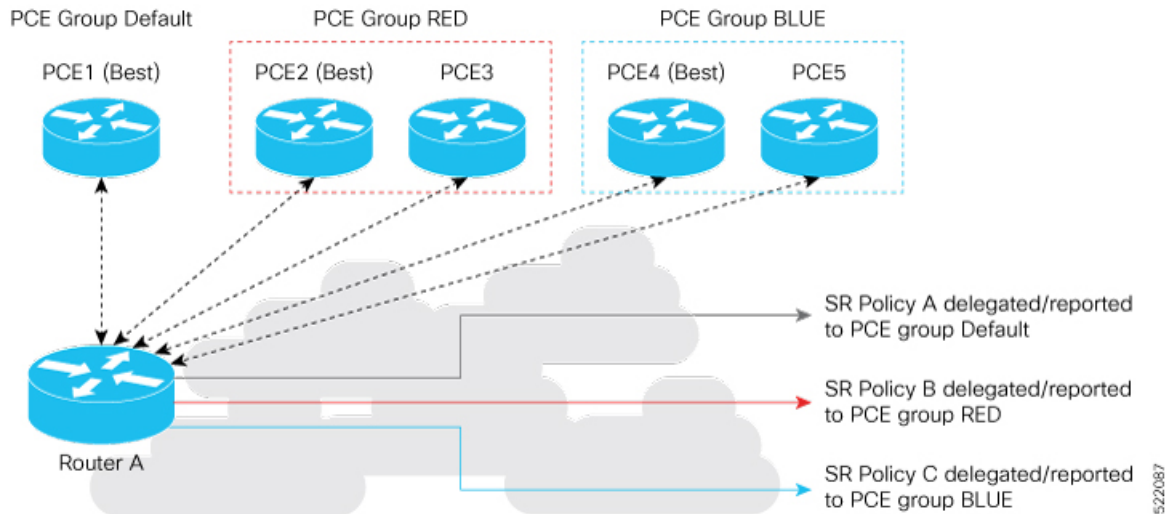 PCE Group Default
PCE Group RED
PCE Group BLUE
PCE1 (Best)
PCE2 (Best)
PCE3
PCE4 (Best)
PCE5
SR Policy A delegated/reported
to PCE group Default
SR Policy B delegated/reported
to PCE group RED
Router A
SR Policy C delegated/reported
to PCE group BLUE
522087